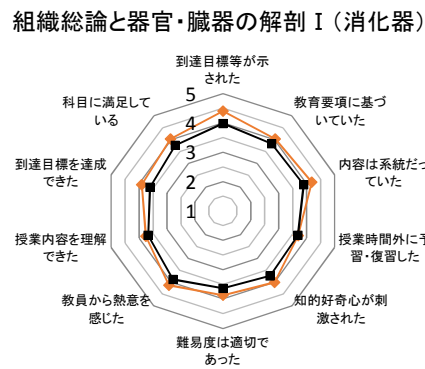 組織総論と器官・臓器の解剖 I（消化器）
到達目標等が示
された
教育要項に基づ
いていた
内容は系統だっ
ていた
授業時間外に予
習・復習した
知的好奇心が刺
激された
難易度は適切で
あった
教員から熱意を
感じた
授業内容を理解
できた
到達目標を達成
できた
科目に満足して
いる
5
4
3
2
1